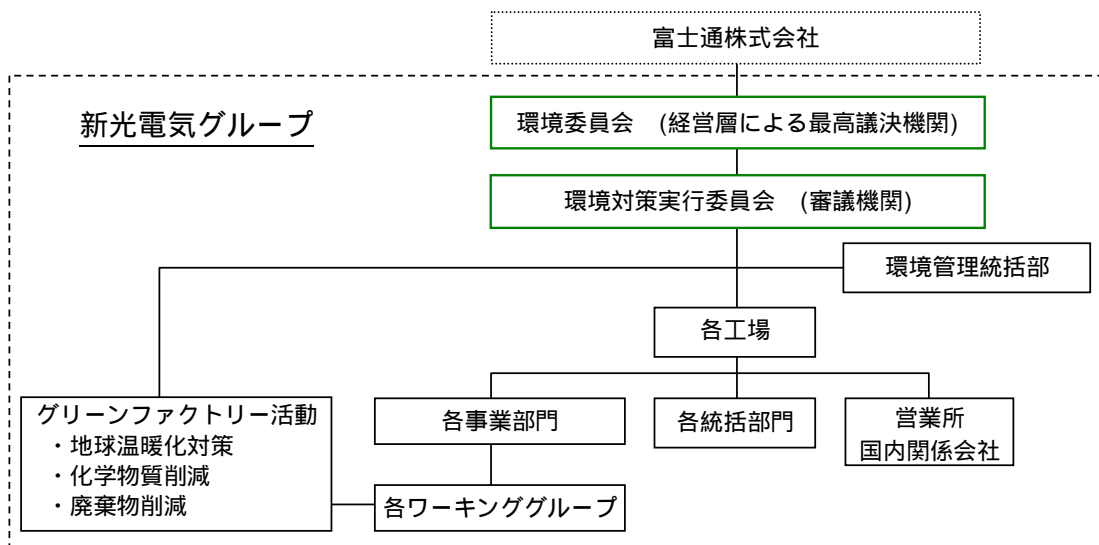 富士通株式会社
新光電気グループ
環境委員会　(経営層による最高議決機関)
環境対策実行委員会　(審議機関)
環境管理統括部
各工場
グリーンファクトリー活動
・地球温暖化対策
・化学物質削減
・廃棄物削減
各事業部門
各統括部門
営業所
国内関係会社
各ワーキンググループ